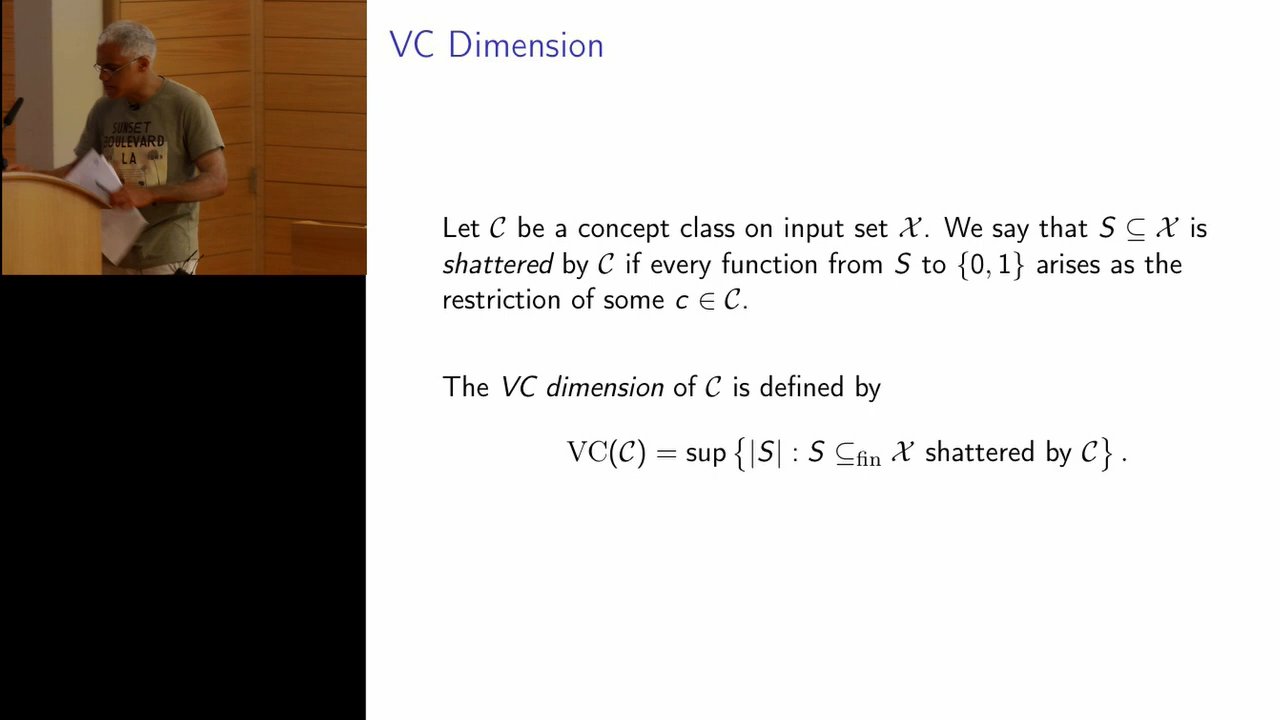 VC Dimension
SUNSET
BOULEVARD
LA
Let 𝒞 be a concept class on input set 𝒳. We say that S ⊆ 𝒳 is
shattered by 𝒞 if every function from S to {0, 1} arises as the
restriction of some c ∈ 𝒞.
The VC dimension of 𝒞 is defined by
VC(𝒞) = sup {|S| : S ⊆fin 𝒳 shattered by 𝒞} .